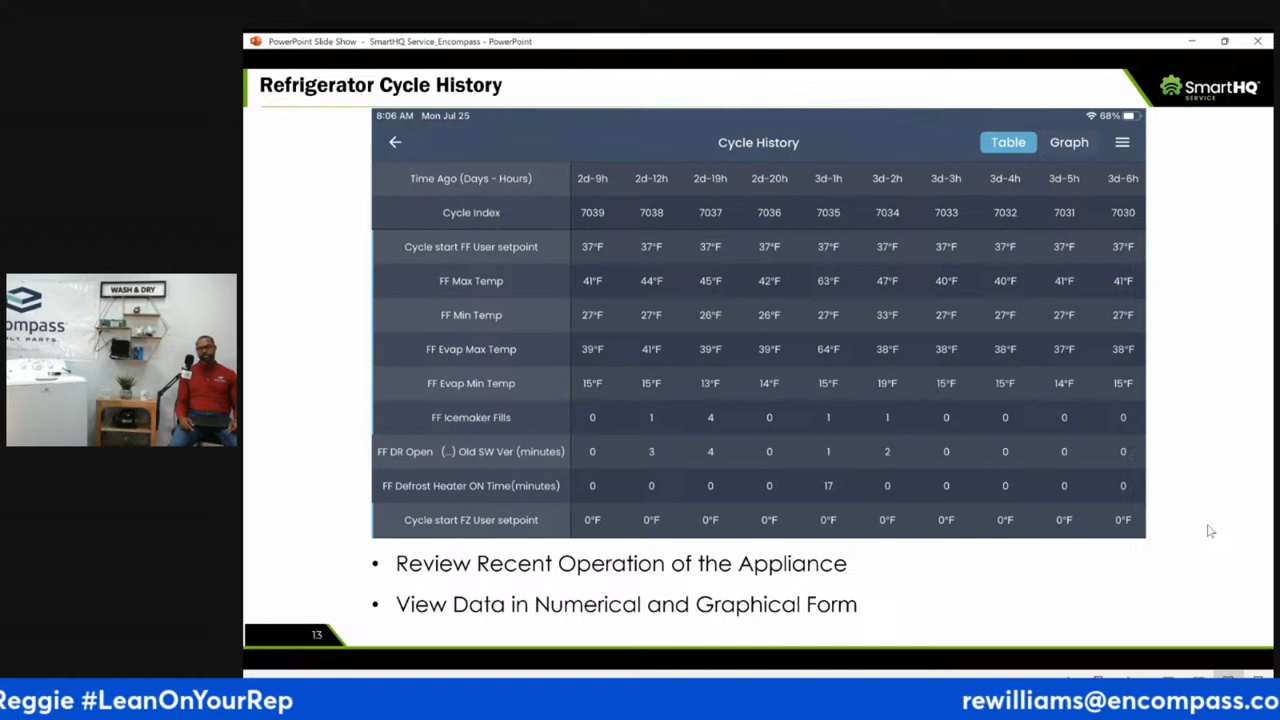 PowerPoint Slide Show - SmartHQ Service_Encompass - PowerPoint
Refrigerator Cycle History
SmartHQ
SERVICE
8:06 AM Mon Jul 25
68%
Cycle History
Table
Graph
Time Ago (Days - Hours) 2d-9h 2d-12h 2d-19h 2d-20h 3d-1h 3d-2h 3d-3h 3d-4h 3d-5h 3d-6h
Cycle Index 7039 7038 7037 7036 7035 7034 7033 7032 7031 7030
Cycle start FF User setpoint 37°F 37°F 37°F 37°F 37°F 37°F 37°F 37°F 37°F 37°F
FF Max Temp 41°F 44°F 45°F 42°F 63°F 47°F 40°F 40°F 41°F 41°F
FF Min Temp 27°F 27°F 26°F 26°F 27°F 33°F 27°F 27°F 27°F 27°F
FF Evap Max Temp 39°F 41°F 39°F 39°F 64°F 38°F 38°F 38°F 37°F 38°F
FF Evap Min Temp 15°F 15°F 13°F 14°F 15°F 19°F 15°F 15°F 14°F 15°F
FF Icemaker Fills 0 1 4 0 1 1 0 0 0 0
FF DR Open (...) Old SW Ver (minutes) 0 3 4 0 1 2 0 0 0 0
FF Defrost Heater ON Time(minutes) 0 0 0 0 17 0 0 0 0 0
Cycle start FZ User setpoint 0°F 0°F 0°F 0°F 0°F 0°F 0°F 0°F 0°F 0°F
• Review Recent Operation of the Appliance
• View Data in Numerical and Graphical Form
13
WASH & DRY
ompass
LY PARTS.
Reggie #LeanOnYourRep
rewilliams@encompass.co